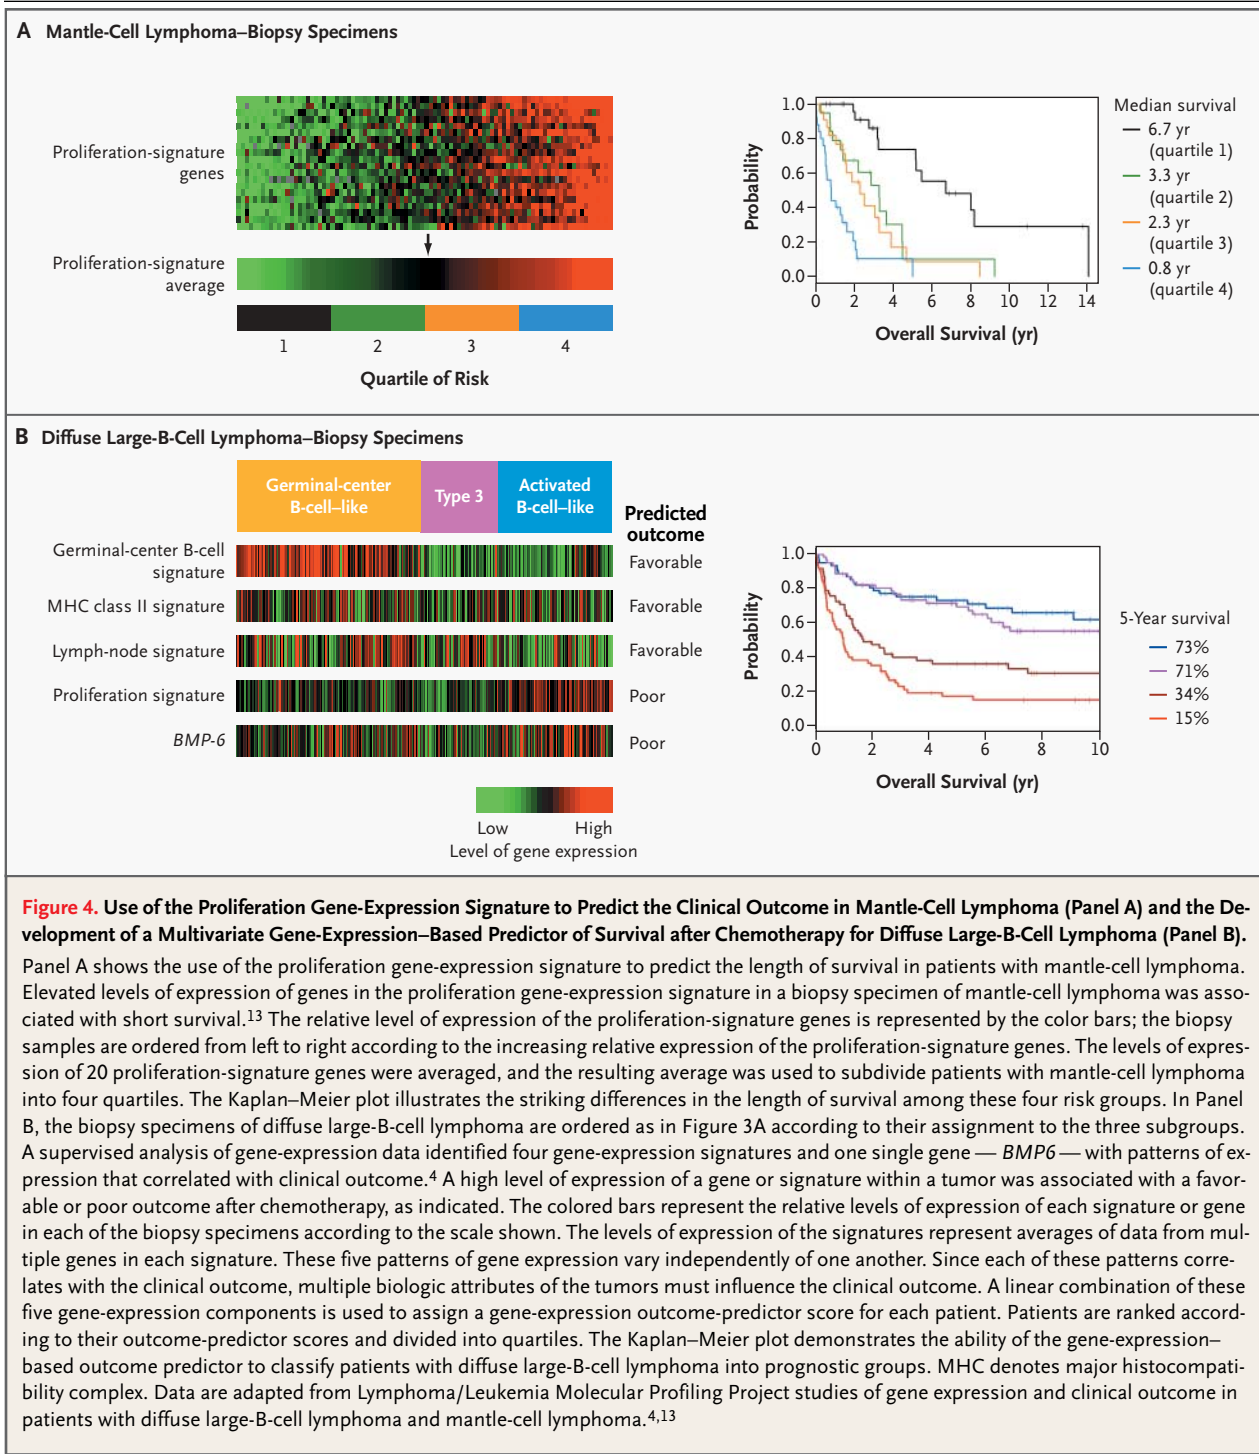 A Mantle-Cell Lymphoma–Biopsy Specimens
Proliferation-signature
genes
Proliferation-signature
average
1 2 3 4
Quartile of Risk
Probability
1.0
0.8
0.6
0.4
0.2
0.0
0 2 4 6 8 10 12 14
Overall Survival (yr)
Median survival
6.7 yr
(quartile 1)
3.3 yr
(quartile 2)
2.3 yr
(quartile 3)
0.8 yr
(quartile 4)
B Diffuse Large-B-Cell Lymphoma–Biopsy Specimens
Germinal-center
B-cell–like
Type 3
Activated
B-cell–like
Predicted
outcome
Germinal-center B-cell
signature
Favorable
MHC class II signature
Favorable
Lymph-node signature
Favorable
Proliferation signature
Poor
BMP-6
Poor
Low High
Level of gene expression
Probability
1.0
0.8
0.6
0.4
0.2
0.0
0 2 4 6 8 10
Overall Survival (yr)
5-Year survival
73%
71%
34%
15%
Figure 4. Use of the Proliferation Gene-Expression Signature to Predict the Clinical Outcome in Mantle-Cell Lymphoma (Panel A) and the De-
velopment of a Multivariate Gene-Expression–Based Predictor of Survival after Chemotherapy for Diffuse Large-B-Cell Lymphoma (Panel B).
Panel A shows the use of the proliferation gene-expression signature to predict the length of survival in patients with mantle-cell lymphoma.
Elevated levels of expression of genes in the proliferation gene-expression signature in a biopsy specimen of mantle-cell lymphoma was asso-
ciated with short survival.13 The relative level of expression of the proliferation-signature genes is represented by the color bars; the biopsy
samples are ordered from left to right according to the increasing relative expression of the proliferation-signature genes. The levels of expres-
sion of 20 proliferation-signature genes were averaged, and the resulting average was used to subdivide patients with mantle-cell lymphoma
into four quartiles. The Kaplan–Meier plot illustrates the striking differences in the length of survival among these four risk groups. In Panel
B, the biopsy specimens of diffuse large-B-cell lymphoma are ordered as in Figure 3A according to their assignment to the three subgroups.
A supervised analysis of gene-expression data identified four gene-expression signatures and one single gene — BMP6 — with patterns of ex-
pression that correlated with clinical outcome.4 A high level of expression of a gene or signature within a tumor was associated with a favor-
able or poor outcome after chemotherapy, as indicated. The colored bars represent the relative levels of expression of each signature or gene
in each of the biopsy specimens according to the scale shown. The levels of expression of the signatures represent averages of data from mul-
tiple genes in each signature. These five patterns of gene expression vary independently of one another. Since each of these patterns corre-
lates with the clinical outcome, multiple biologic attributes of the tumors must influence the clinical outcome. A linear combination of these
five gene-expression components is used to assign a gene-expression outcome-predictor score for each patient. Patients are ranked accord-
ing to their outcome-predictor scores and divided into quartiles. The Kaplan–Meier plot demonstrates the ability of the gene-expression–
based outcome predictor to classify patients with diffuse large-B-cell lymphoma into prognostic groups. MHC denotes major histocompati-
bility complex. Data are adapted from Lymphoma/Leukemia Molecular Profiling Project studies of gene expression and clinical outcome in
patients with diffuse large-B-cell lymphoma and mantle-cell lymphoma.4,13